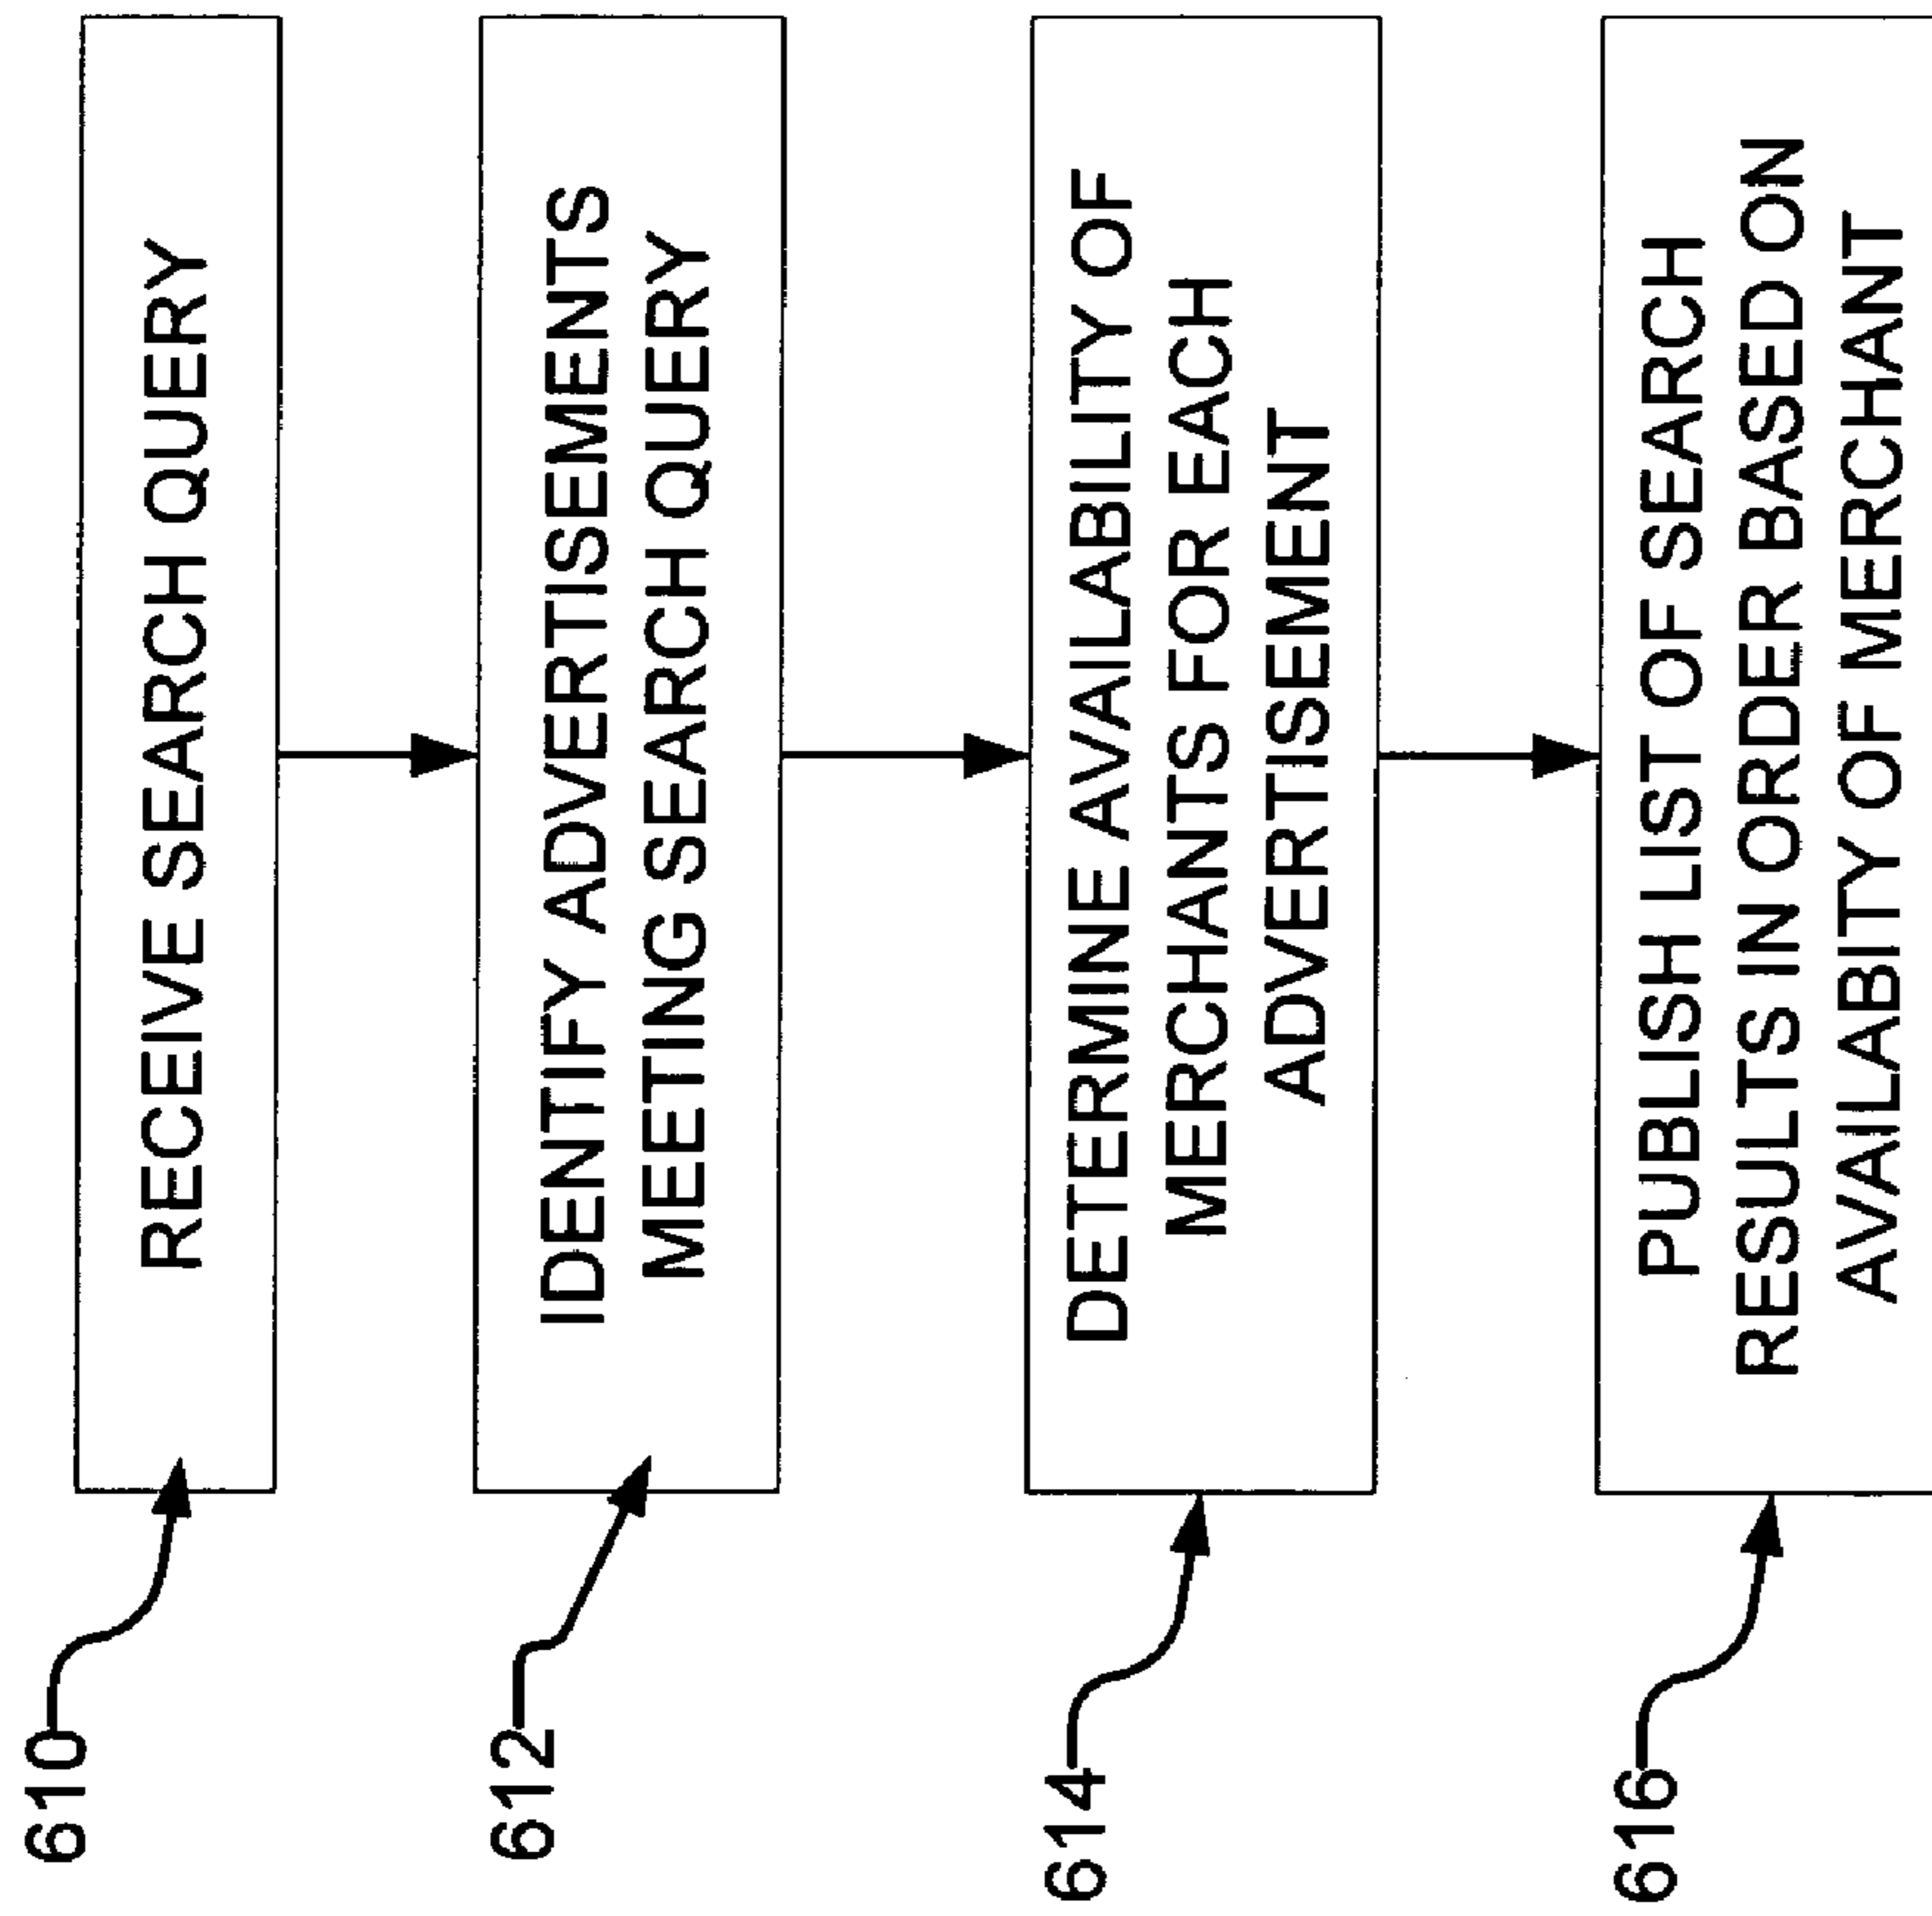 610
RECEIVE SEARCH QUERY
612
IDENTIFY ADVERTISEMENTS
MEETING SEARCH QUERY
614
DETERMINE AVAILABILITY OF
MERCHANTS FOR EACH
ADVERTISEMENT
616
PUBLISH LIST OF SEARCH
RESULTS IN ORDER BASED ON
AVAILABITY OF MERCHANT